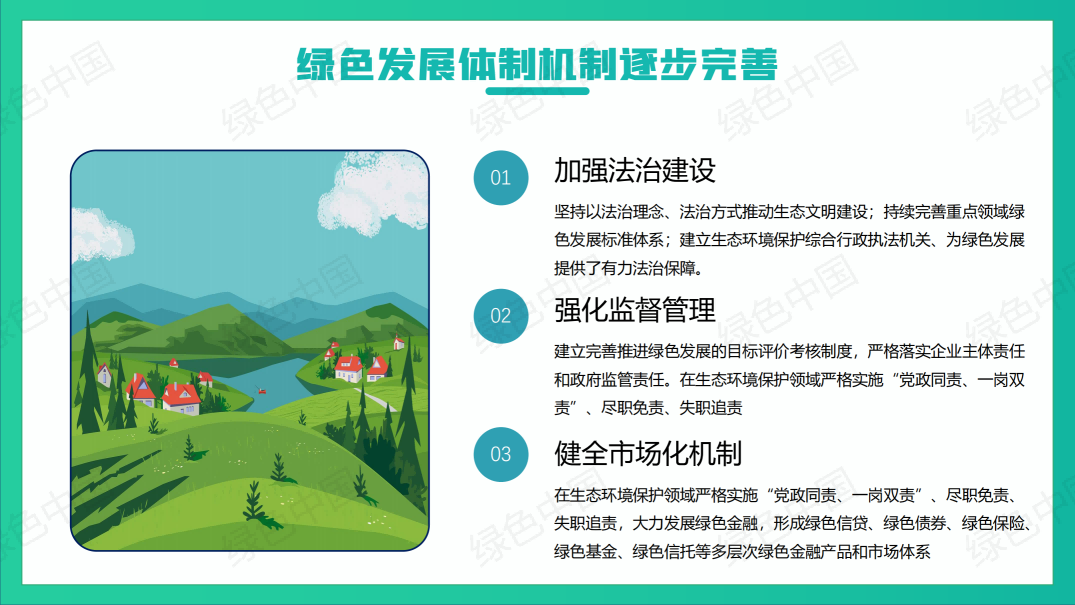 绿色发展体制机制逐步完善
01
加强法治建设
坚持以法治理念、法治方式推动生态文明建设；持续完善重点领域绿
色发展标准体系；建立生态环境保护综合行政执法机关、为绿色发展
提供了有力法治保障。
02
强化监督管理
建立完善推进绿色发展的目标评价考核制度，严格落实企业主体责任
和政府监管责任。在生态环境保护领域严格实施“党政同责、一岗双
责”、尽职免责、失职追责
03
健全市场化机制
在生态环境保护领域严格实施“党政同责、一岗双责”、尽职免责、
失职追责，大力发展绿色金融，形成绿色信贷、绿色债券、绿色保险、
绿色基金、绿色信托等多层次绿色金融产品和市场体系
绿色中国